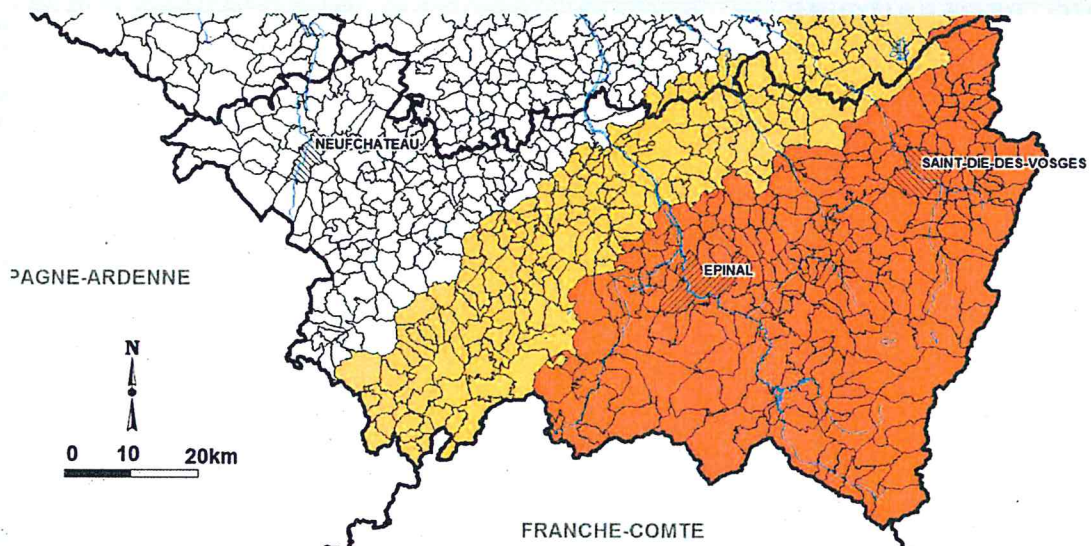 NEUFCHATEAU
SAINT-DIE-DES-VOSGES
EPINAL
PAGNE-ARDENNE
N
0 10 20km
FRANCHE-COMTE